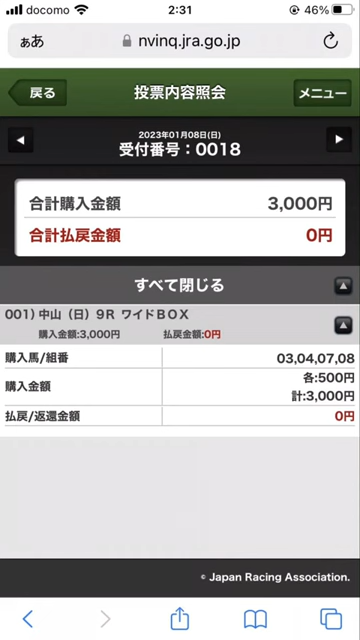 docomo 2:31 46%
ぁあ nvinq.jra.go.jp
戻る 投票内容照会 メニュー
2023年01月08日(日)
受付番号：0018
合計購入金額 3,000円
合計払戻金額 0円
すべて閉じる
001) 中山（日）9R ワイドBOX
購入金額:3,000円 払戻金額:0円
購入馬/組番 03,04,07,08
購入金額 各:500円
計:3,000円
払戻/返還金額 0円
© Japan Racing Association.